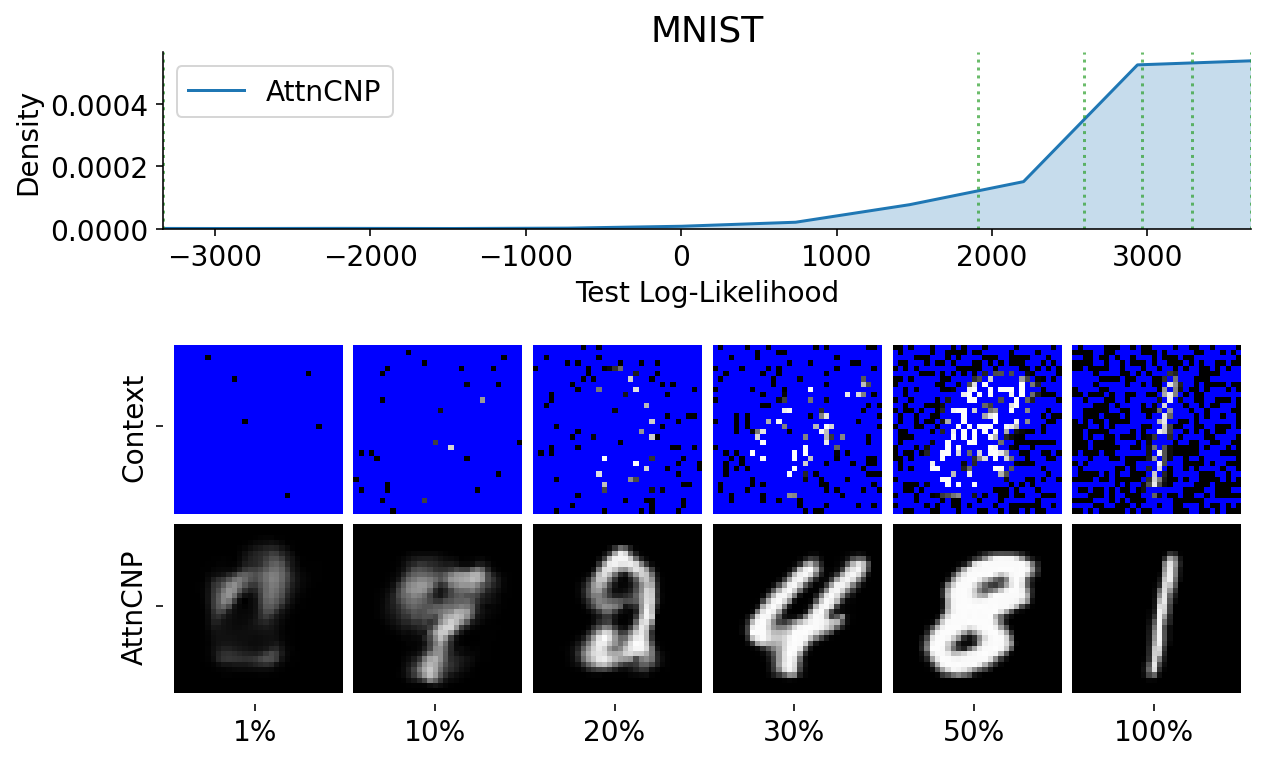 MNIST
AttnCNP
Density
0.0004
0.0002
0.0000
−3000 −2000 −1000 0 1000 2000 3000
Test Log-Likelihood
Context
AttnCNP
1% 10% 20% 30% 50% 100%